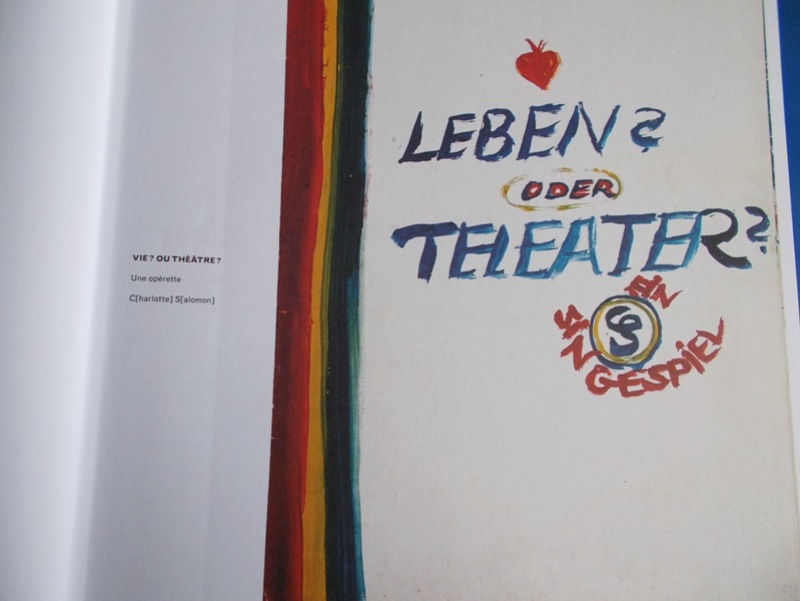 VIE? OU THÉÂTRE?
Une opérette
C[harlotte] S[alomon]
LEBEN?
ODER
THEATER?
EIN
SINGESPIEL
CS